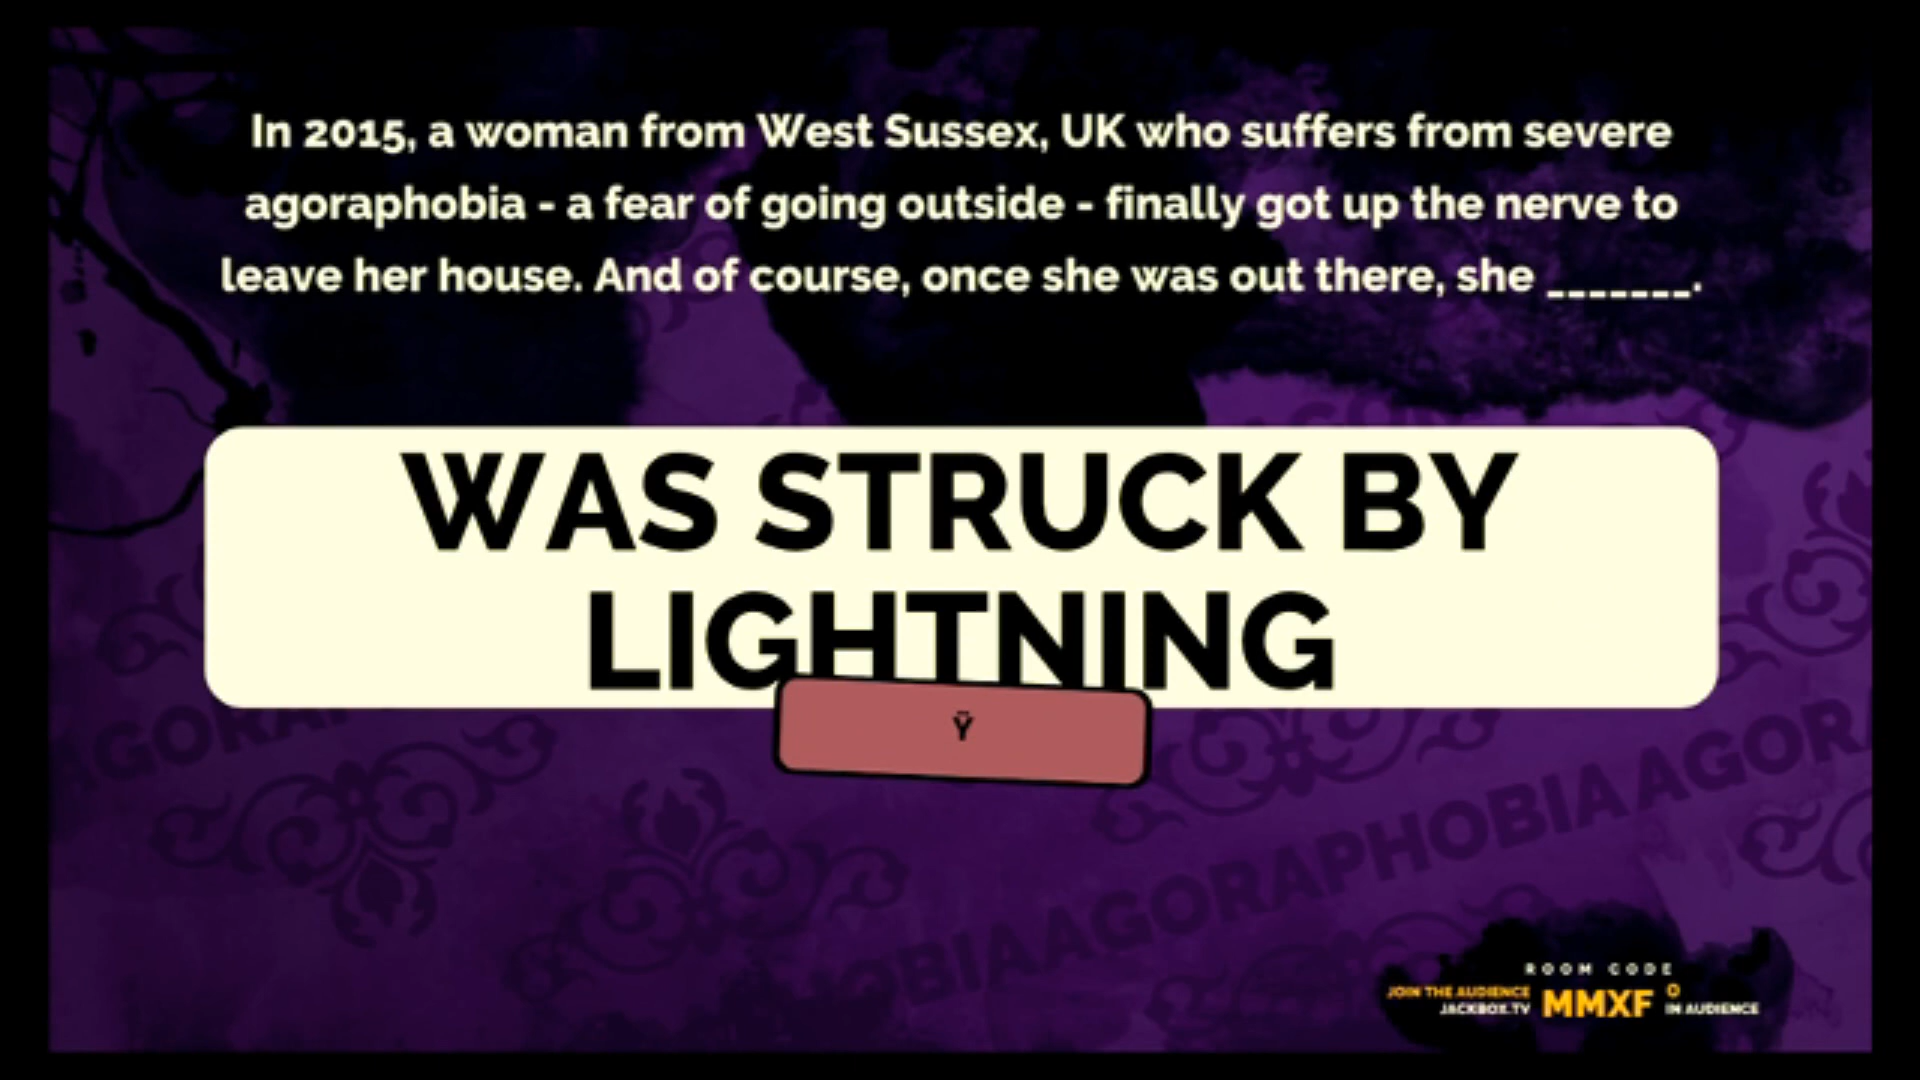 In 2015, a woman from West Sussex, UK who suffers from severe
agoraphobia - a fear of going outside - finally got up the nerve to
leave her house. And of course, once she was out there, she _______.
WAS STRUCK BY
LIGHTNING
AGORAPHOBIA AGOR
ROOM CODE
JOIN THE AUDIENCE
JACKBOX.TV
MMXF
0
IN AUDIENCE